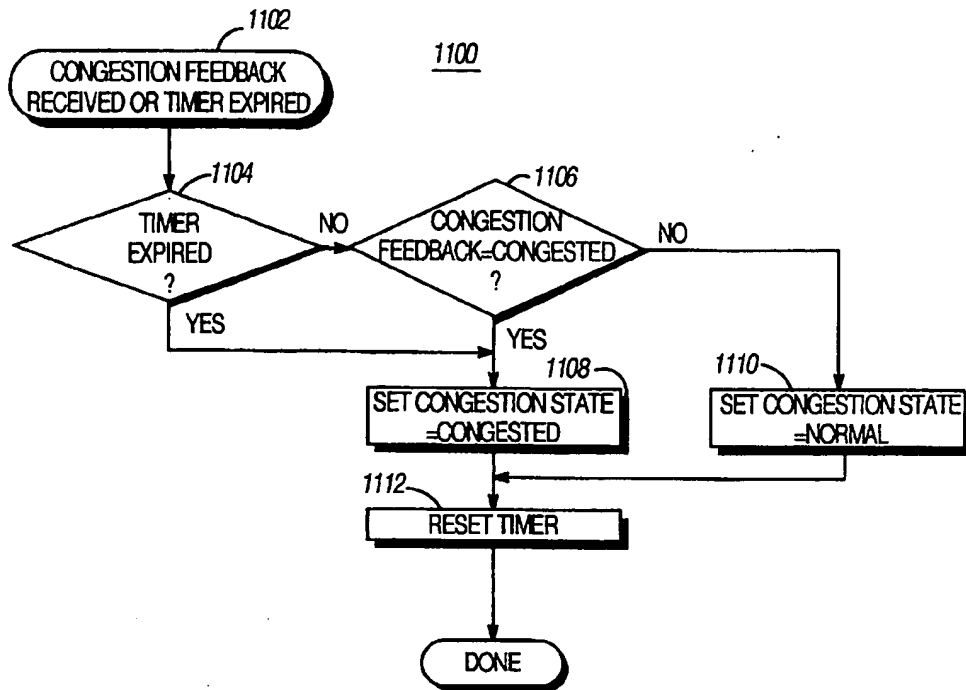 1102
1100
CONGESTION FEEDBACK
RECEIVED OR TIMER EXPIRED
1104
TIMER
EXPIRED
?
NO
1106
CONGESTION
FEEDBACK=CONGESTED
?
NO
YES
YES
1108
SET CONGESTION STATE
=CONGESTED
1110
SET CONGESTION STATE
=NORMAL
1112
RESET TIMER
DONE